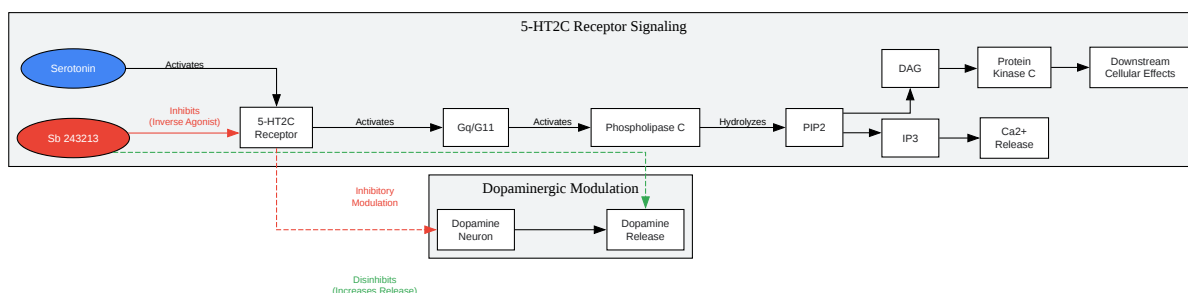 5-HT2C Receptor Signaling
Serotonin
Activates
Sb 243213
Inhibits
(Inverse Agonist)
5-HT2C
Receptor
Activates
Gq/G11
Activates
Phospholipase C
Hydrolyzes
PIP2
DAG
Protein
Kinase C
Downstream
Cellular Effects
IP3
Ca2+
Release
Inhibitory
Modulation
Dopaminergic Modulation
Dopamine
Neuron
Dopamine
Release
Disinhibits
(Increases Release)